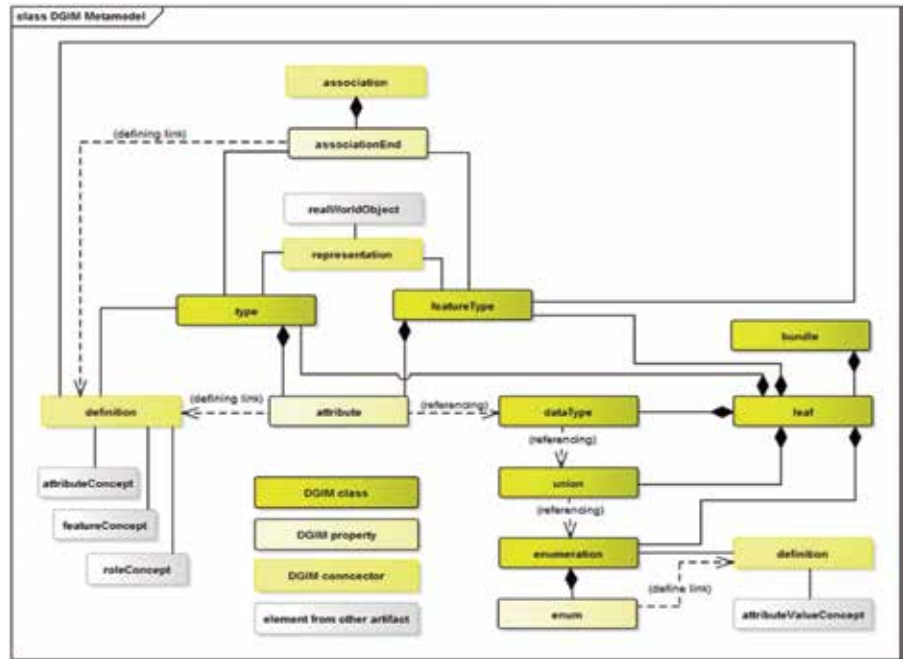 class DGIM Metamodel
association
(defining link)
associationEnd
realWorldObject
representation
type
featureType
bundle
definition
(defining link)
attribute
(referencing)
dataType
leaf
(referencing)
attributeConcept
union
featureConcept
DGIM class
(referencing)
DGIM property
enumeration
definition
roleConcept
DGIM conncector
(define link)
element from other artifact
enum
attributeValueConcept